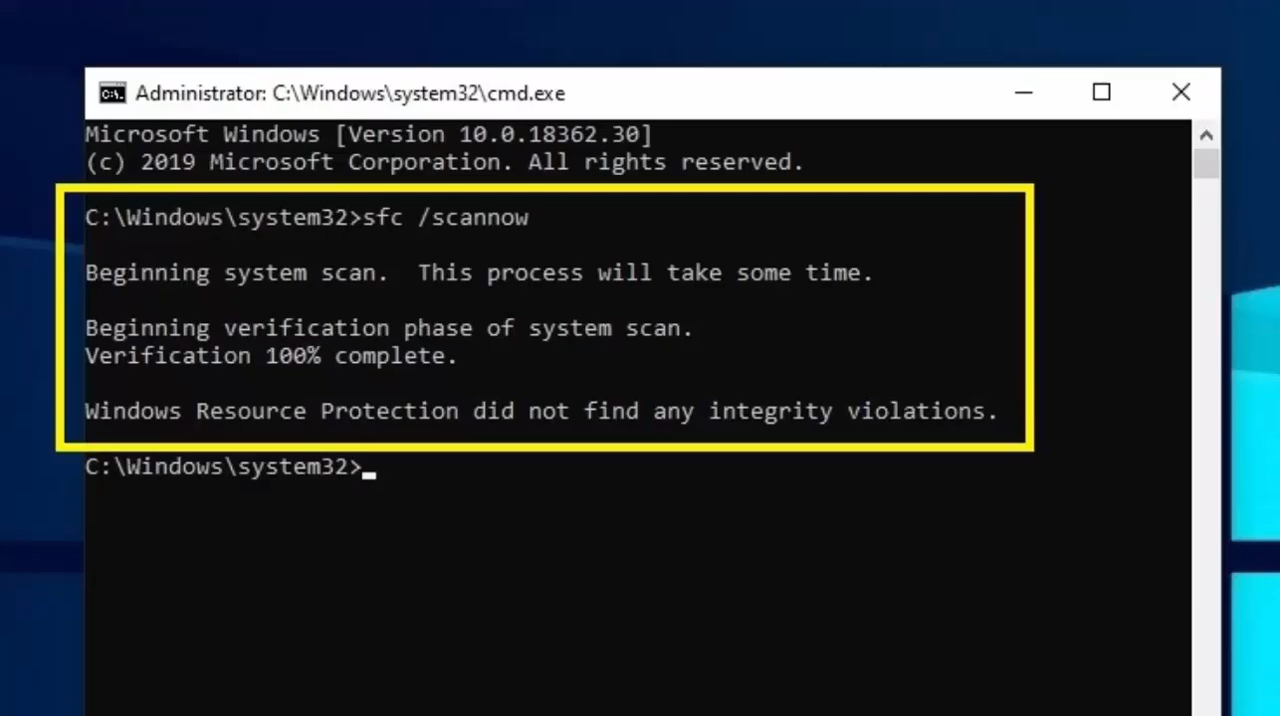 Administrator: C:\Windows\system32\cmd.exe
Microsoft Windows [Version 10.0.18362.30]
(c) 2019 Microsoft Corporation. All rights reserved.
C:\Windows\system32>sfc /scannow
Beginning system scan.  This process will take some time.
Beginning verification phase of system scan.
Verification 100% complete.
Windows Resource Protection did not find any integrity violations.
C:\Windows\system32>